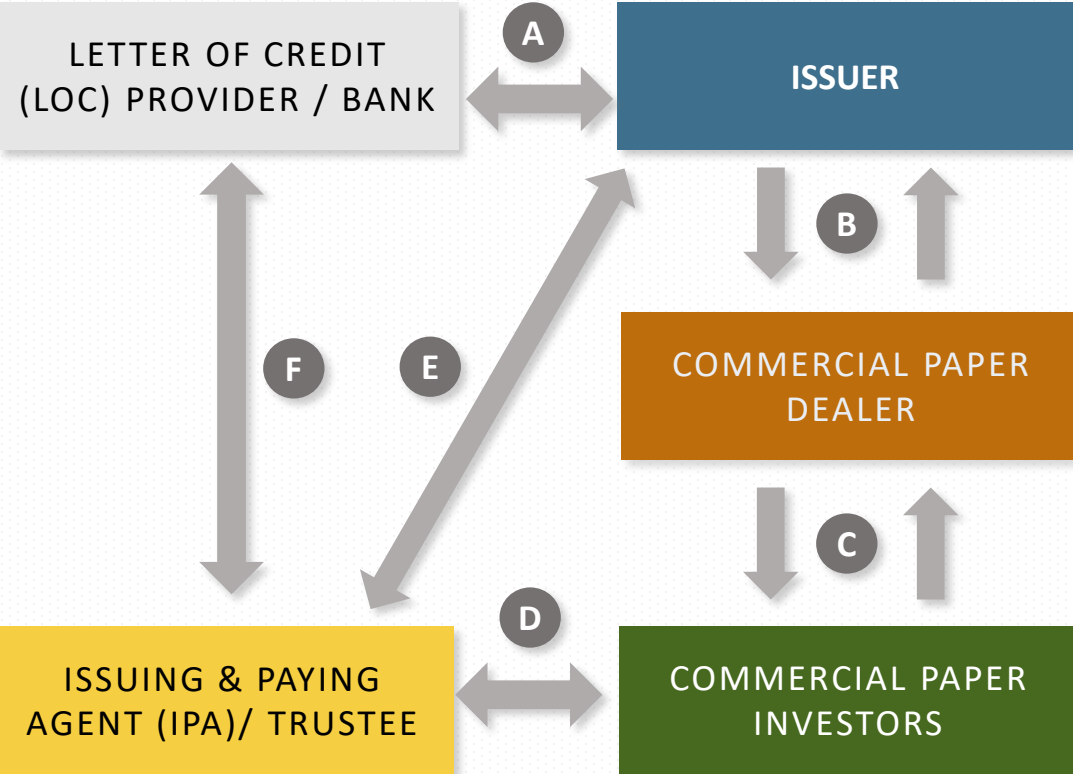 LETTER OF CREDIT
(LOC) PROVIDER / BANK
A
ISSUER
B
COMMERCIAL PAPER
DEALER
F
E
C
D
ISSUING & PAYING
AGENT (IPA)/ TRUSTEE
COMMERCIAL PAPER
INVESTORS